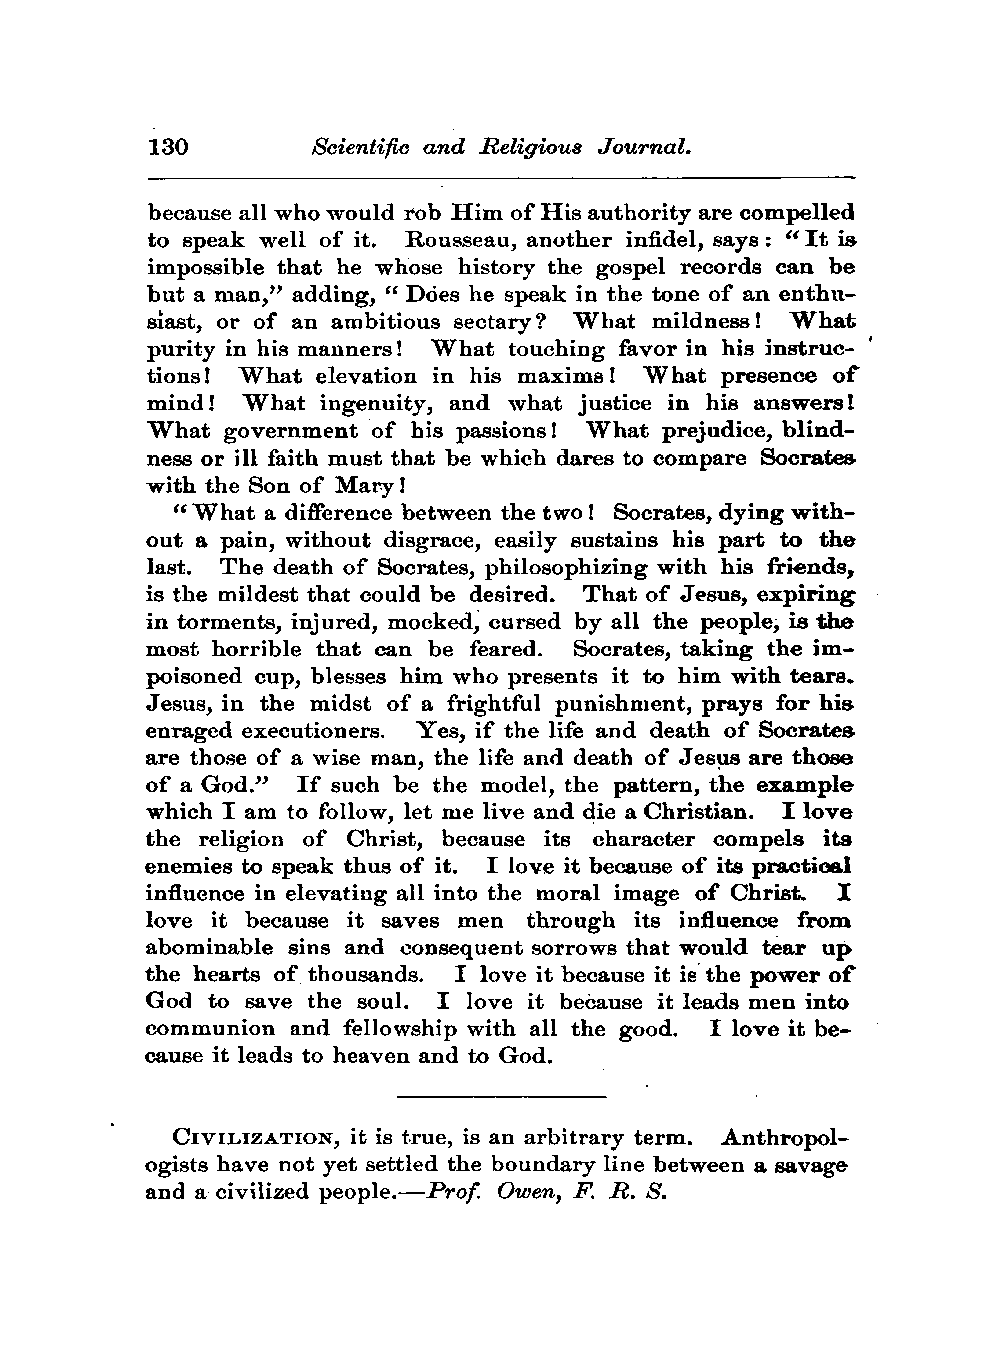 130 Scientific and Religious Journal.
because all who would rob Him of His authority are compelled
to speak well of it. Rousseau, another infidel, says: "It is
impossible that he whose history the gospel records can be
but a man," adding, "Does he speak in the tone of an enthu-
siast, or of an ambitious sectary? What mildness! What
purity in his manners! What touching favor in his instruc-
tions! What elevation in his maxims! What presence of
mind! What ingenuity, and what justice in his answers!
What government of his passions! What prejudice, blind-
ness or ill faith must that be which dares to compare Socrates
with the Son of Mary!
"What a difference between the two! Socrates, dying with-
out a pain, without disgrace, easily sustains his part to the
last. The death of Socrates, philosophizing with his friends,
is the mildest that could be desired. That of Jesus, expiring
in torments, injured, mocked, cursed by all the people, is the
most horrible that can be feared. Socrates, taking the im-
poisoned cup, blesses him who presents it to him with tears.
Jesus, in the midst of a frightful punishment, prays for his
enraged executioners. Yes, if the life and death of Socrates
are those of a wise man, the life and death of Jesus are those
of a God." If such be the model, the pattern, the example
which I am to follow, let me live and die a Christian. I love
the religion of Christ, because its character compels its
enemies to speak thus of it. I love it because of its practical
influence in elevating all into the moral image of Christ. I
love it because it saves men through its influence from
abominable sins and consequent sorrows that would tear up
the hearts of thousands. I love it because it is the power of
God to save the soul. I love it because it leads men into
communion and fellowship with all the good. I love it be-
cause it leads to heaven and to God.
CIVILIZATION, it is true, is an arbitrary term. Anthropol-
ogists have not yet settled the boundary line between a savage
and a civilized people.—Prof. Owen, F. R. S.